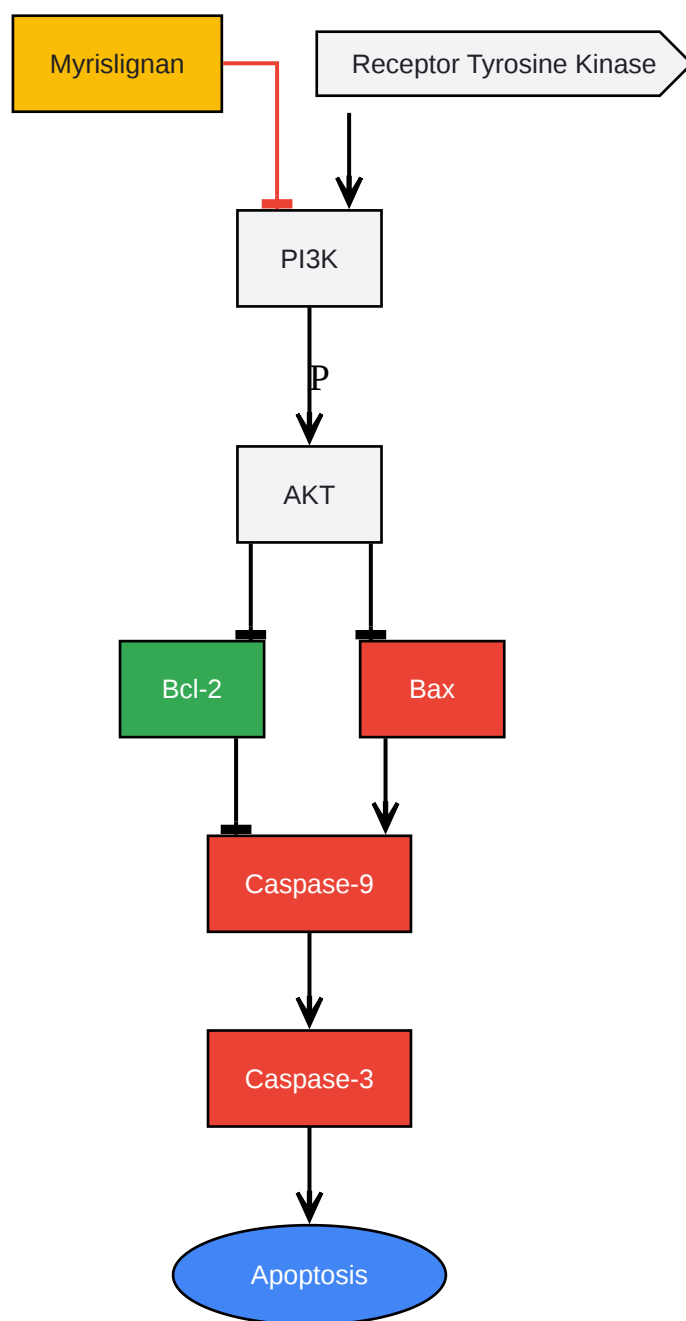 Myrislignan
Receptor Tyrosine Kinase
PI3K
P
AKT
Bcl-2
Bax
Caspase-9
Caspase-3
Apoptosis